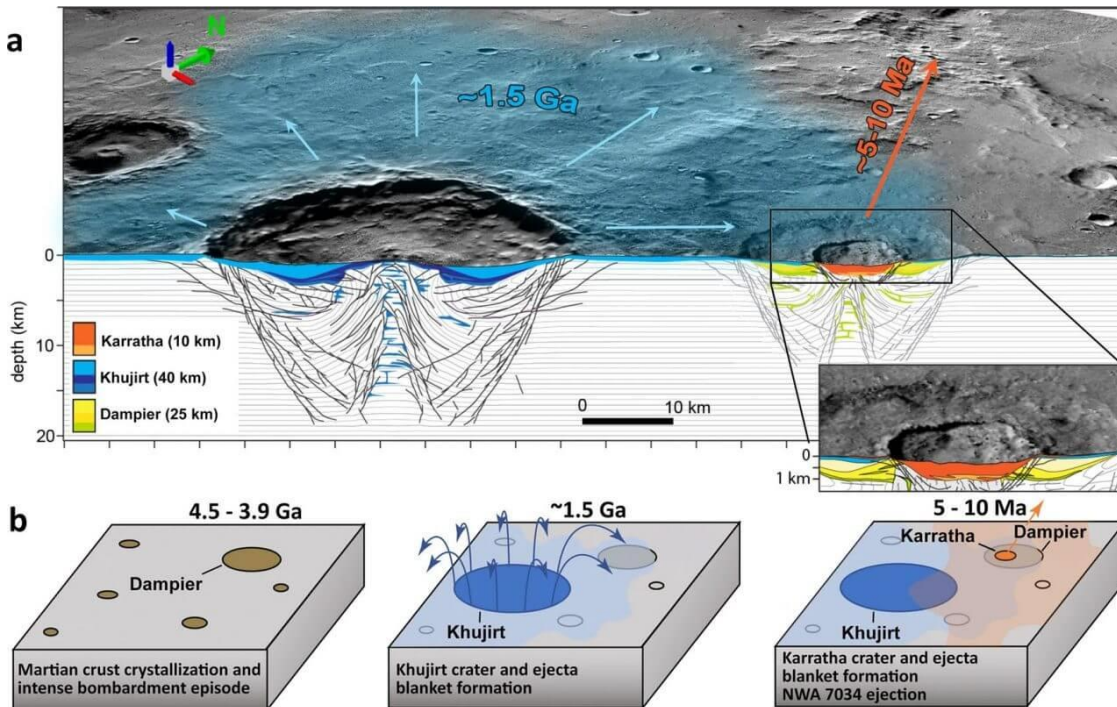 a
N
~1.5 Ga
~5-10 Ma
0
10
20
depth (km)
Karratha (10 km)
Khujirt (40 km)
Dampier (25 km)
0 10 km
0
1 km
b
4.5 - 3.9 Ga
Dampier
Martian crust crystallization and
intense bombardment episode
~1.5 Ga
Khujirt
Khujirt crater and ejecta
blanket formation
5 - 10 Ma
Karratha
Dampier
Khujirt
Karratha crater and ejecta
blanket formation
NWA 7034 ejection